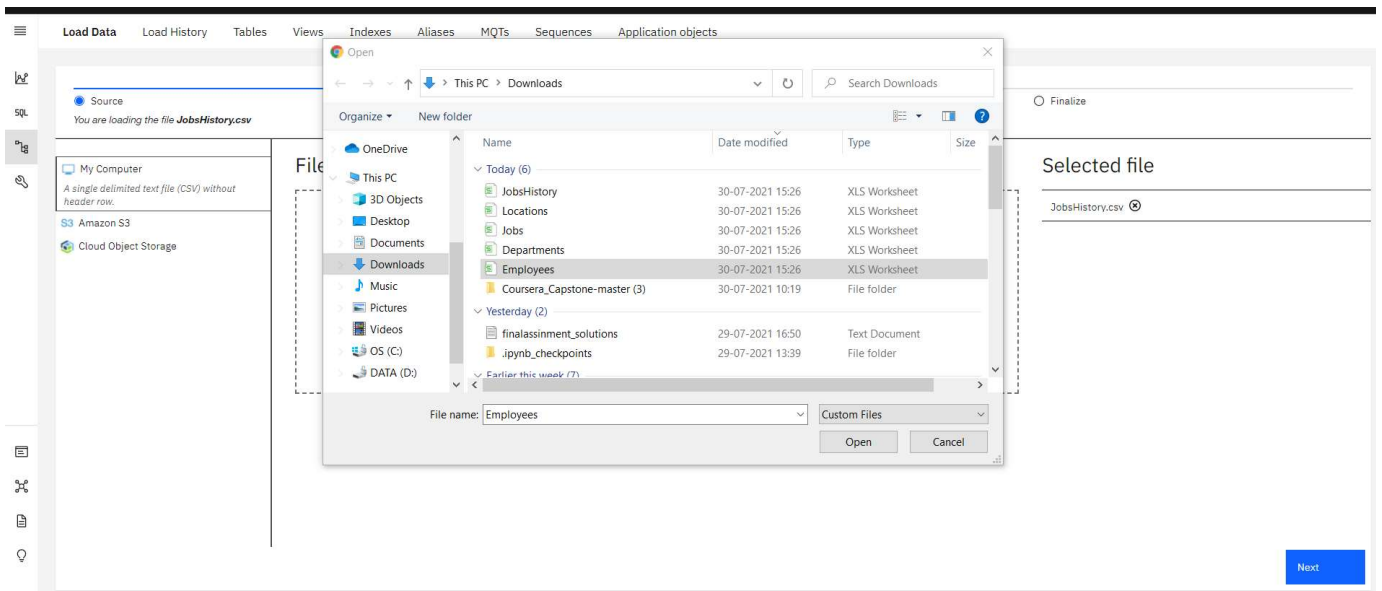 Load Data Load History Tables Views Indexes Aliases MQTs Sequences Application objects
Open
This PC > Downloads
Search Downloads
Source
You are loading the file JobsHistory.csv
Finalize
SQL
Organize New folder
?
My Computer
A single delimited text file (CSV) without
header row.
S3 Amazon S3
Cloud Object Storage
File
OneDrive
This PC
3D Objects
Desktop
Documents
Downloads
Music
Pictures
Videos
OS (C:)
DATA (D:)
Name Date modified Type Size
Today (6)
JobsHistory 30-07-2021 15:26 XLS Worksheet
Locations 30-07-2021 15:26 XLS Worksheet
Jobs 30-07-2021 15:26 XLS Worksheet
Departments 30-07-2021 15:26 XLS Worksheet
Employees 30-07-2021 15:26 XLS Worksheet
Coursera_Capstone-master (3) 30-07-2021 10:19 File folder
Yesterday (2)
finalassinment_solutions 29-07-2021 16:50 Text Document
.ipynb_checkpoints 29-07-2021 13:39 File folder
Earlier this week (7)
File name: Employees Custom Files
Open Cancel
Selected file
JobsHistory.csv
Next